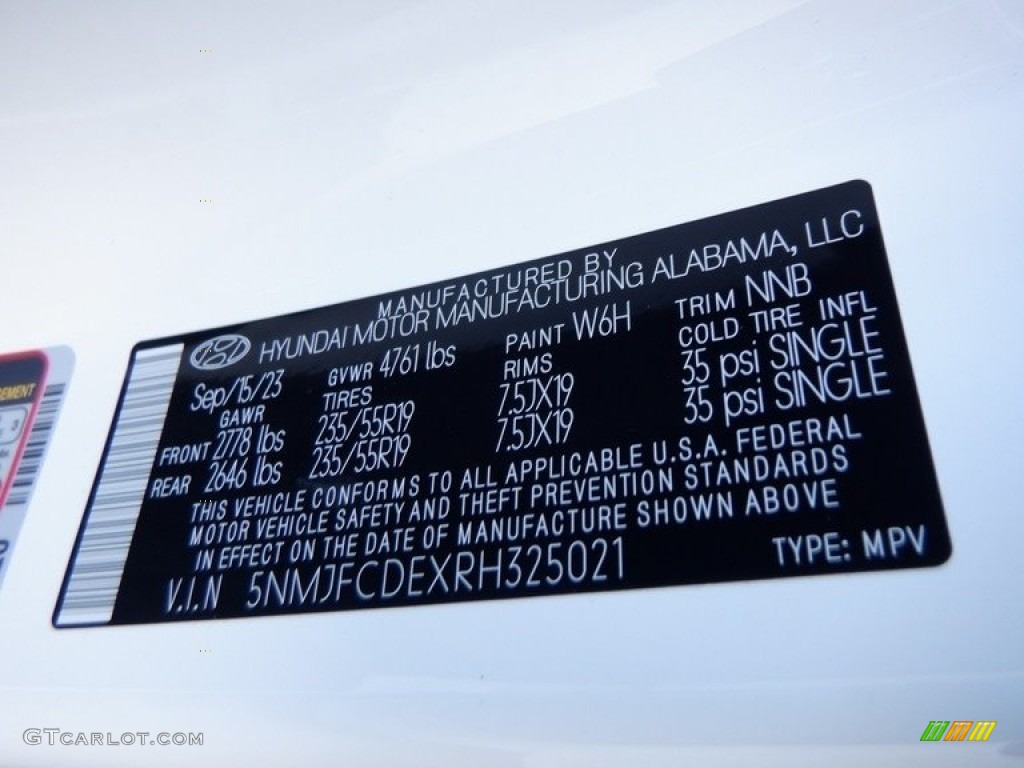 MANUFACTURED BY
HYUNDAI MOTOR MANUFACTURING ALABAMA, LLC
Sep/15/23 GVWR 4761 lbs PAINT W6H TRIM NNB
GAWR TIRES RIMS COLD TIRE INFL
FRONT 2778 lbs 235/55R19 7.5JX19 35 psi SINGLE
REAR 2646 lbs 235/55R19 7.5JX19 35 psi SINGLE
THIS VEHICLE CONFORMS TO ALL APPLICABLE U.S.A. FEDERAL
MOTOR VEHICLE SAFETY AND THEFT PREVENTION STANDARDS
IN EFFECT ON THE DATE OF MANUFACTURE SHOWN ABOVE
V.I.N 5NMJFCDEXRH325021 TYPE: MPV
3
GTCARLOT.COM